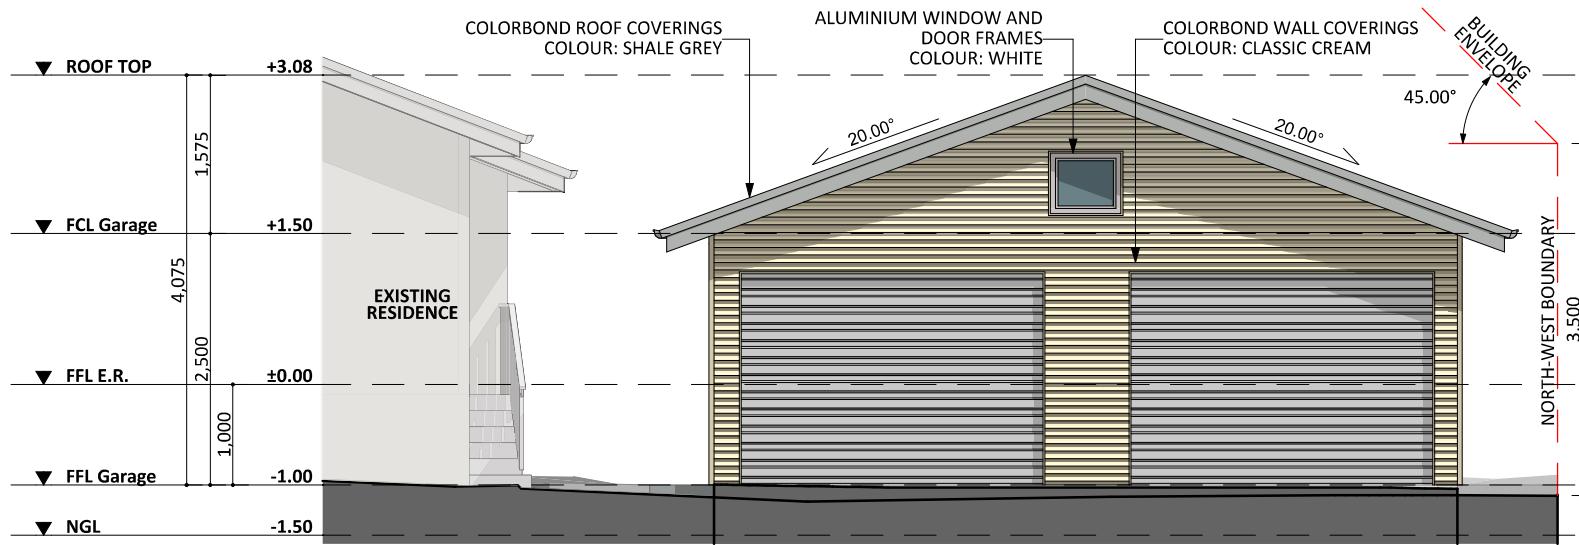 COLORBOND ROOF COVERINGS
COLOUR: SHALE GREY
ALUMINIUM WINDOW AND
DOOR FRAMES
COLOUR: WHITE
COLORBOND WALL COVERINGS
COLOUR: CLASSIC CREAM
BUILDING
ENVELOPE
45.00°
ROOF TOP +3.08
20.00°
20.00°
1,575
FCL Garage +1.50
4,075
EXISTING
RESIDENCE
NORTH-WEST BOUNDARY
3,500
2,500
FFL E.R. ±0.00
1,000
FFL Garage -1.00
NGL -1.50